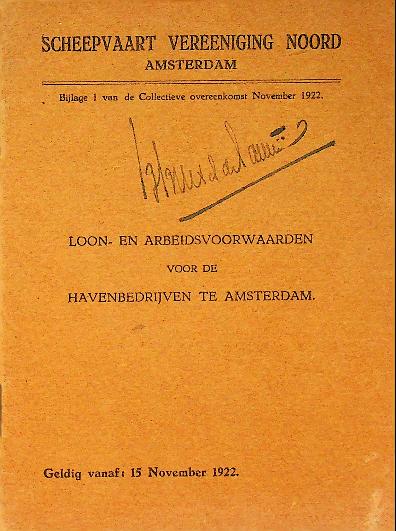 SCHEEPVAART VEREENIGING NOORD
AMSTERDAM
Bijlage 1 van de Collectieve overeenkomst November 1922.
LOON- EN ARBEIDSVOORWAARDEN
VOOR DE
HAVENBEDRIJVEN TE AMSTERDAM.
Geldig vanaf: 15 November 1922.